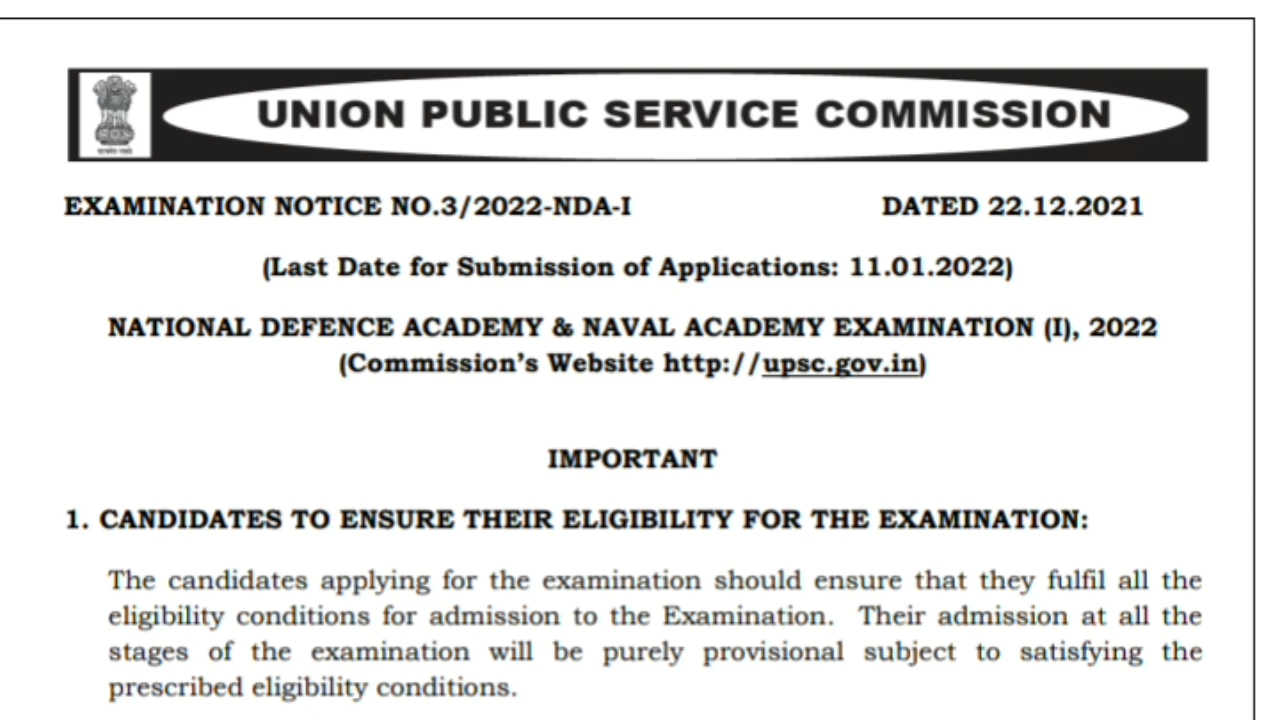 UNION PUBLIC SERVICE COMMISSION
EXAMINATION NOTICE NO.3/2022-NDA-I DATED 22.12.2021
(Last Date for Submission of Applications: 11.01.2022)
NATIONAL DEFENCE ACADEMY & NAVAL ACADEMY EXAMINATION (I), 2022
(Commission's Website http://upsc.gov.in)
IMPORTANT
1. CANDIDATES TO ENSURE THEIR ELIGIBILITY FOR THE EXAMINATION:
The candidates applying for the examination should ensure that they fulfil all the
eligibility conditions for admission to the Examination. Their admission at all the
stages of the examination will be purely provisional subject to satisfying the
prescribed eligibility conditions.